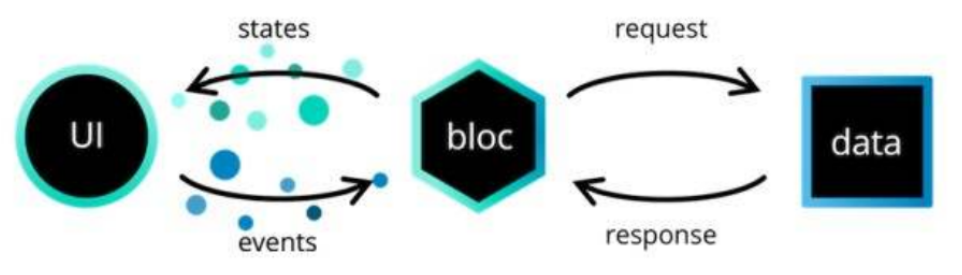 states
request
UI
bloc
data
events
response